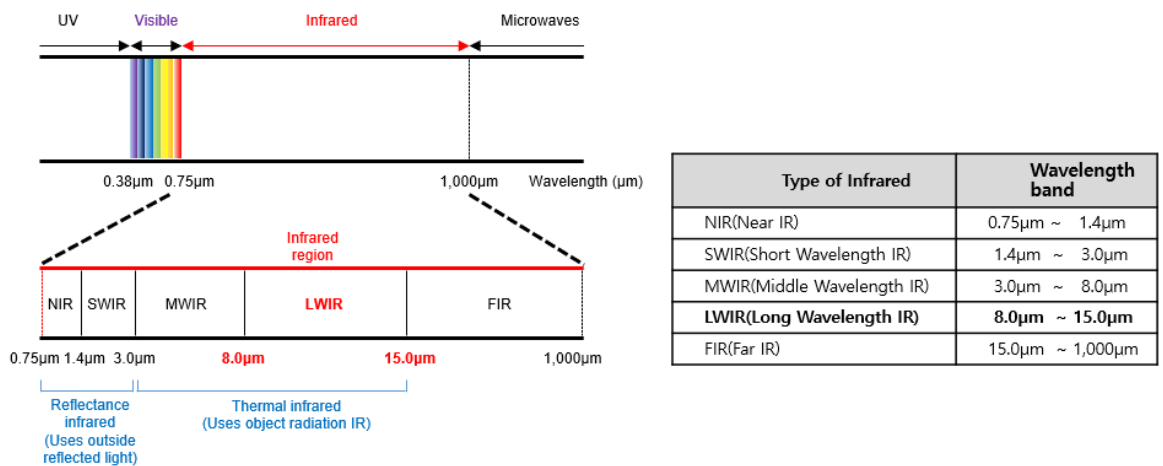 UV Visible Infrared Microwaves
0.38μm 0.75μm 1,000μm Wavelength (μm)
Infrared
region
NIR SWIR MWIR LWIR FIR
0.75μm 1.4μm 3.0μm 8.0μm 15.0μm 1,000μm
Reflectance
infrared
(Uses outside
reflected light)
Thermal infrared
(Uses object radiation IR)
Type of Infrared Wavelength
band
NIR(Near IR) 0.75μm ~ 1.4μm
SWIR(Short Wavelength IR) 1.4μm ~ 3.0μm
MWIR(Middle Wavelength IR) 3.0μm ~ 8.0μm
LWIR(Long Wavelength IR) 8.0μm ~ 15.0μm
FIR(Far IR) 15.0μm ~ 1,000μm